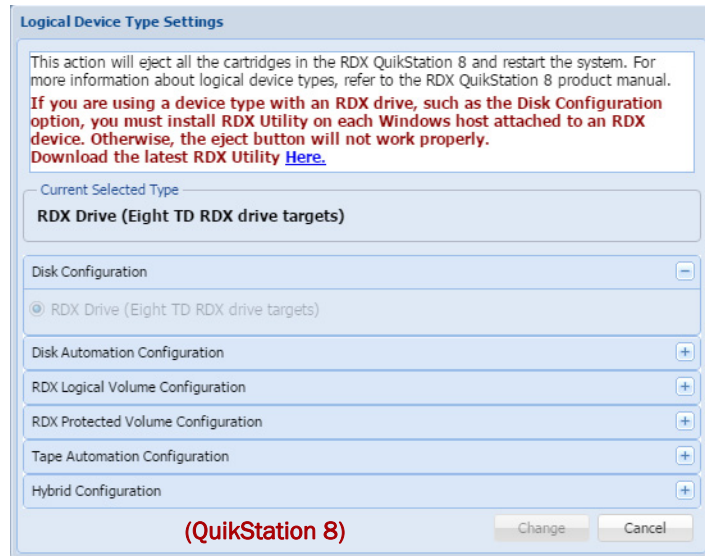 Logical Device Type Settings
This action will eject all the cartridges in the RDX QuikStation 8 and restart the system. For
more information about logical device types, refer to the RDX QuikStation 8 product manual.
If you are using a device type with an RDX drive, such as the Disk Configuration
option, you must install RDX Utility on each Windows host attached to an RDX
device. Otherwise, the eject button will not work properly.
Download the latest RDX Utility Here.
Current Selected Type
RDX Drive (Eight TD RDX drive targets)
Disk Configuration
RDX Drive (Eight TD RDX drive targets)
Disk Automation Configuration
RDX Logical Volume Configuration
RDX Protected Volume Configuration
Tape Automation Configuration
Hybrid Configuration
(QuikStation 8)
Change
Cancel